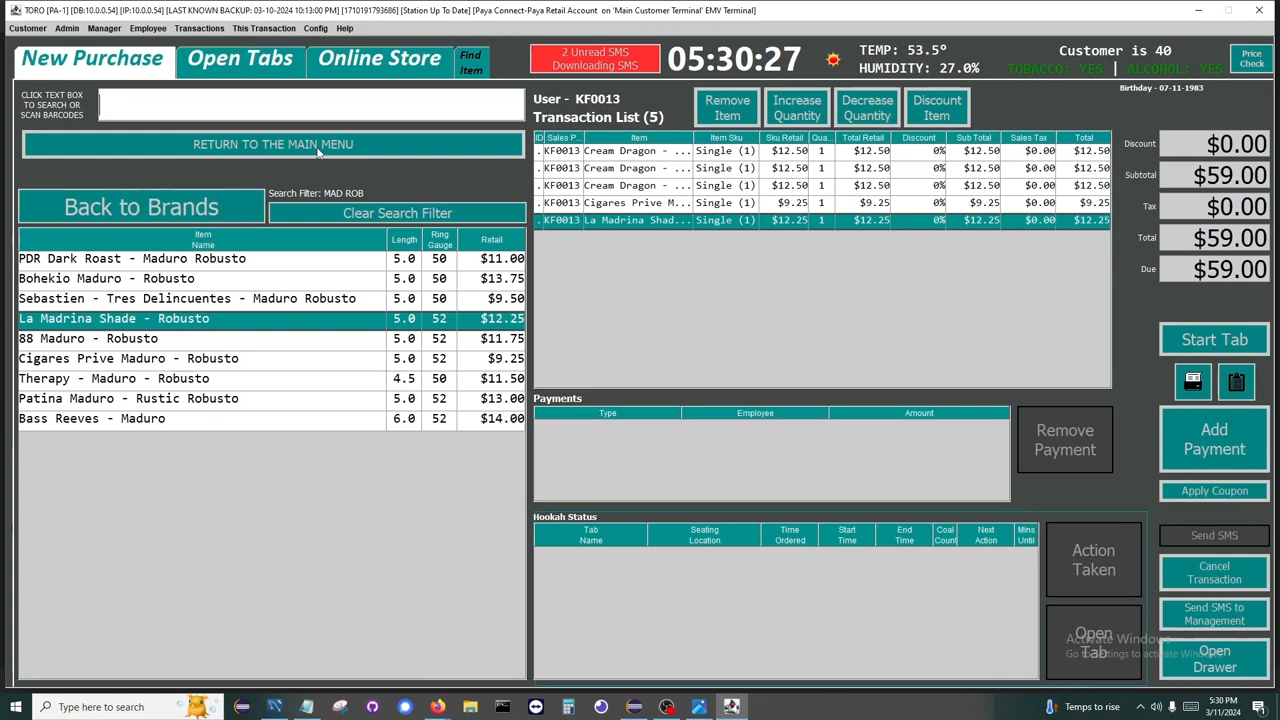 TORO [PA-1] [DB:10.0.0.54] [IP:10.0.0.54] [LAST KNOWN BACKUP: 03-10-2024 10:13:00 PM] [1710191793686] [Station Up To Date] [Paya Connect-Paya Retail Account on 'Main Customer Terminal' EMV Terminal]
Customer Admin Manager Employee Transactions This Transaction Config Help
New Purchase Open Tabs Online Store Find Item
2 Unread SMS
Downloading SMS
05:30:27
TEMP: 53.5°
HUMIDITY: 27.0%
Customer is 40
TOBACCO: YES | ALCOHOL: YES
Price Check
Birthday - 07-11-1983
CLICK TEXT BOX
TO SEARCH OR
SCAN BARCODES
RETURN TO THE MAIN MENU
Back to Brands
Search Filter: MAD ROB
Clear Search Filter
Item Name Length Ring Gauge Retail
PDR Dark Roast - Maduro Robusto 5.0 50 $11.00
Bohekio Maduro - Robusto 5.0 50 $13.75
Sebastien - Tres Delincuentes - Maduro Robusto 5.0 50 $9.50
La Madrina Shade - Robusto 5.0 52 $12.25
88 Maduro - Robusto 5.0 52 $11.75
Cigares Prive Maduro - Robusto 5.0 52 $9.25
Therapy - Maduro - Robusto 4.5 50 $11.50
Patina Maduro - Rustic Robusto 5.0 52 $13.00
Bass Reeves - Maduro 6.0 52 $14.00
User - KF0013
Transaction List (5)
Remove Item
Increase Quantity
Decrease Quantity
Discount Item
ID Sales P... Item Item Sku Sku Retail Qua... Total Retail Discount Sub Total Sales Tax Total
. KF0013 Cream Dragon - ... Single (1) $12.50 1 $12.50 0% $12.50 $0.00 $12.50
. KF0013 Cream Dragon - ... Single (1) $12.50 1 $12.50 0% $12.50 $0.00 $12.50
. KF0013 Cream Dragon - ... Single (1) $12.50 1 $12.50 0% $12.50 $0.00 $12.50
. KF0013 Cigares Prive M... Single (1) $9.25 1 $9.25 0% $9.25 $0.00 $9.25
. KF0013 La Madrina Shad... Single (1) $12.25 1 $12.25 0% $12.25 $0.00 $12.25
Discount $0.00
Subtotal $59.00
Tax $0.00
Total $59.00
Due $59.00
Start Tab
Payments
Type Employee Amount
Remove Payment
Add Payment
Apply Coupon
Hookah Status
Tab Name Seating Location Time Ordered Start Time End Time Coal Count Next Action Mins Until
Action Taken
Open Tab
Send SMS
Cancel Transaction
Send SMS to Management
Open Drawer
Activate Windows
Go to Settings to activate Windows.
Type here to search
Temps to rise
5:30 PM
3/11/2024